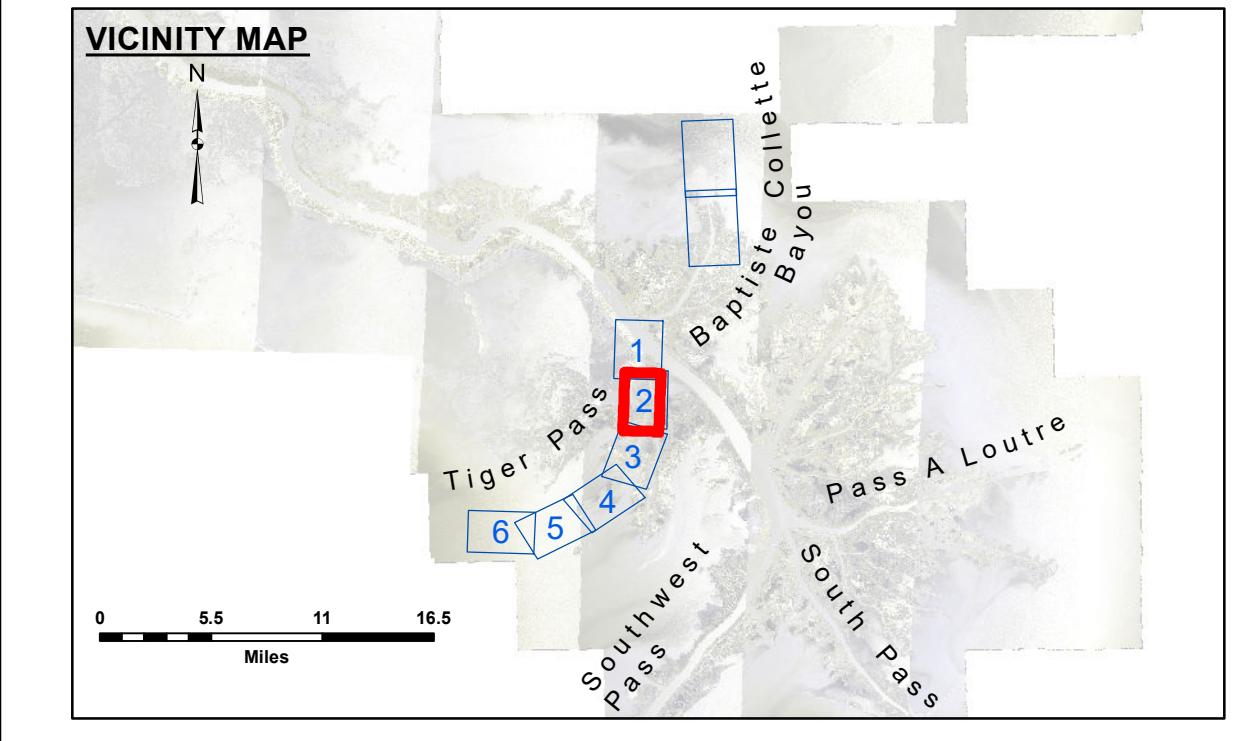 VICINITY MAP
N
Baptiste Collette
Bayou
1
2
Tiger Pass
3
4
5
6
Pass A Loutre
Southwest
Pass
South Pass
0 5.5 11 16.5
Miles